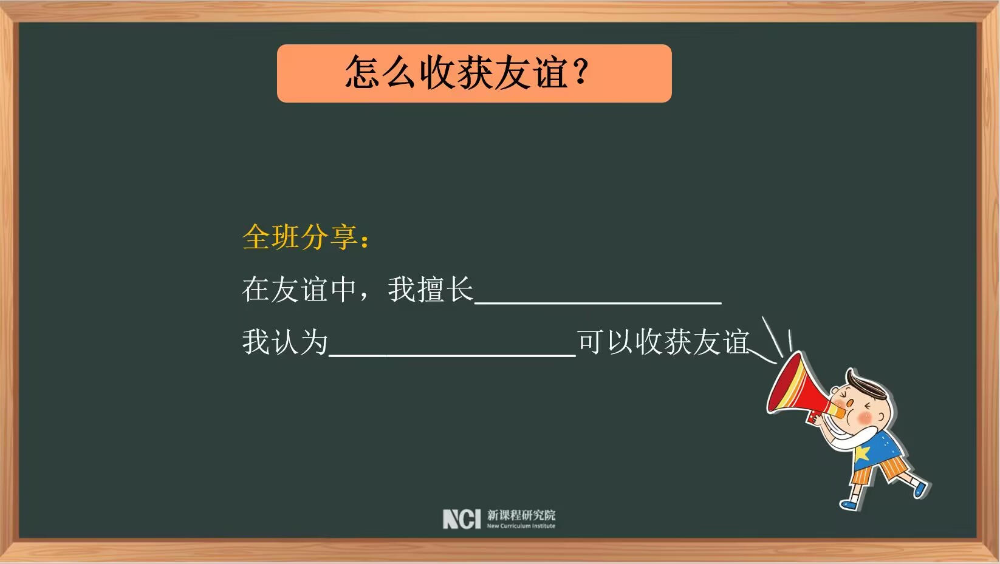 怎么收获友谊？
全班分享：
在友谊中，我擅长_________________
我认为_________________可以收获友谊
NCI 新课程研究院
New Curriculum Institute